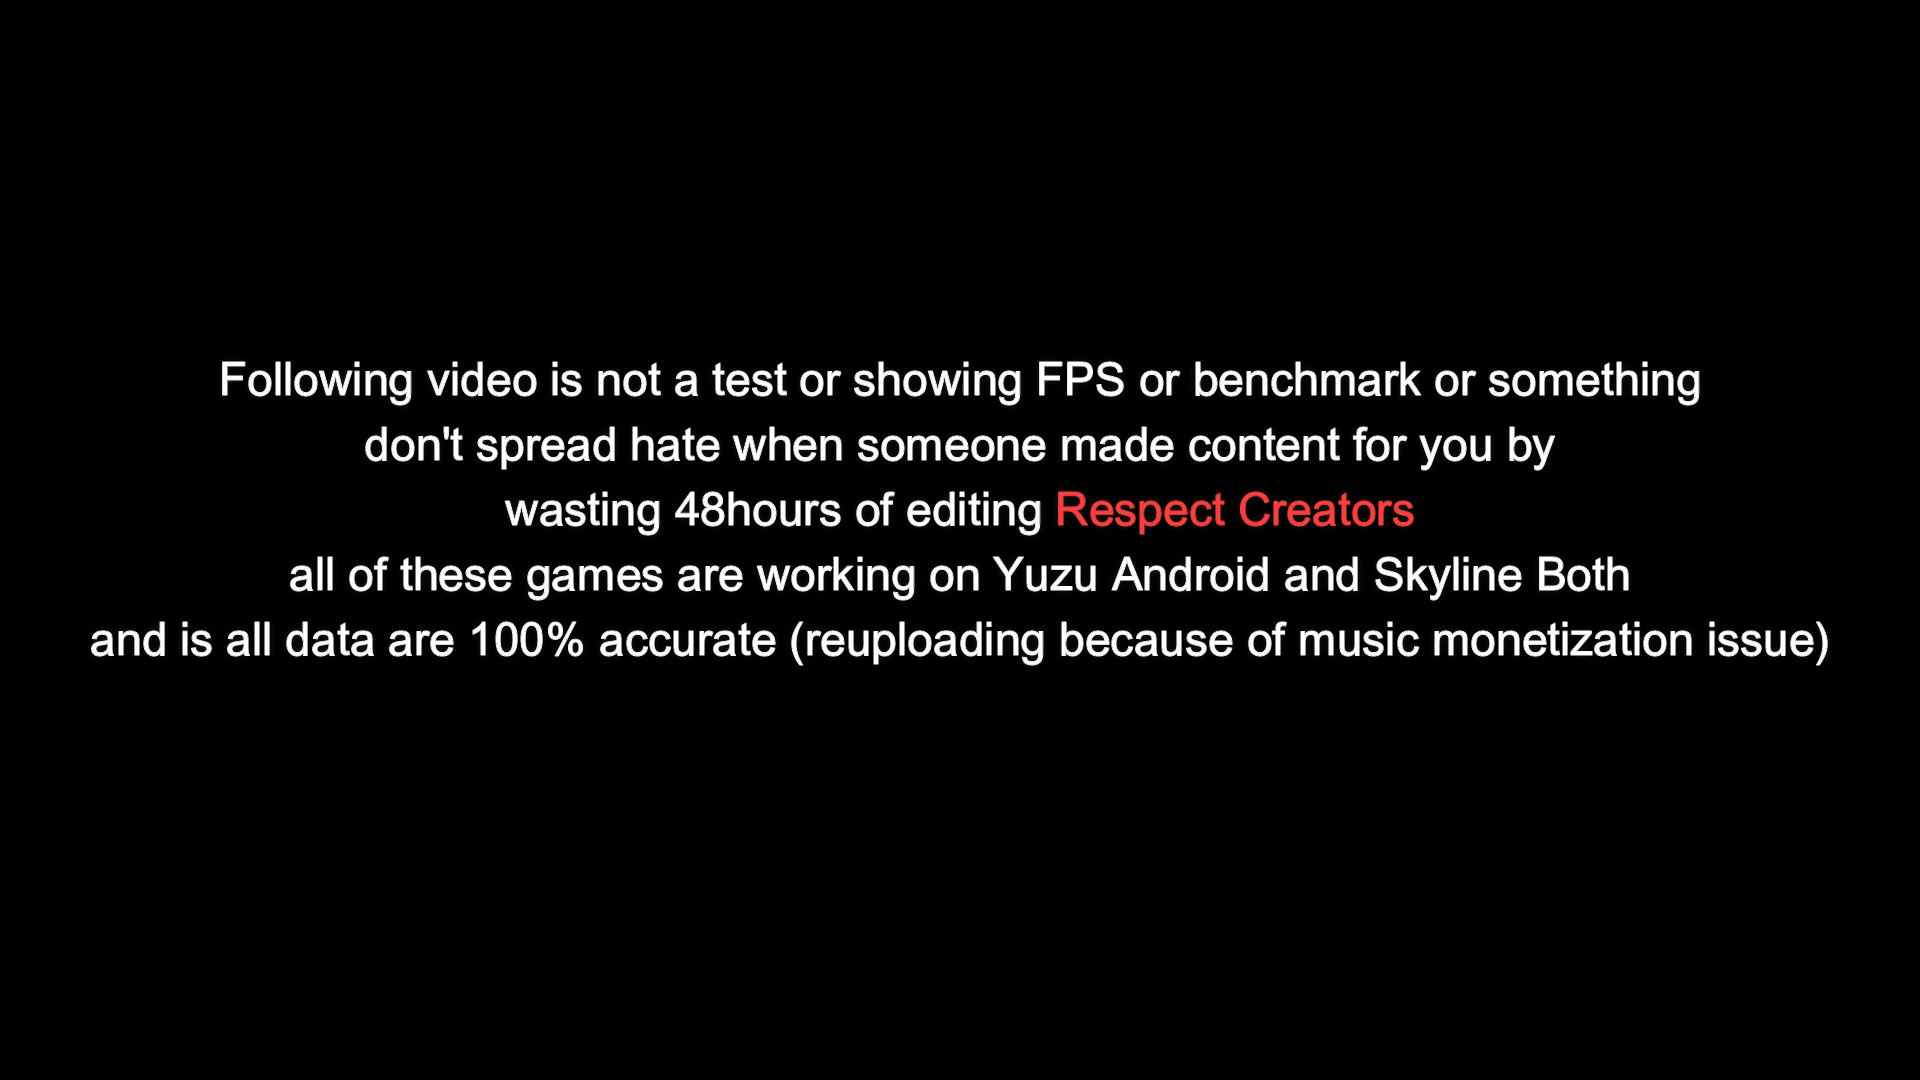 Following video is not a test or showing FPS or benchmark or something
don't spread hate when someone made content for you by
wasting 48hours of editing Respect Creators
all of these games are working on Yuzu Android and Skyline Both
and is all data are 100% accurate (reuploading because of music monetization issue)